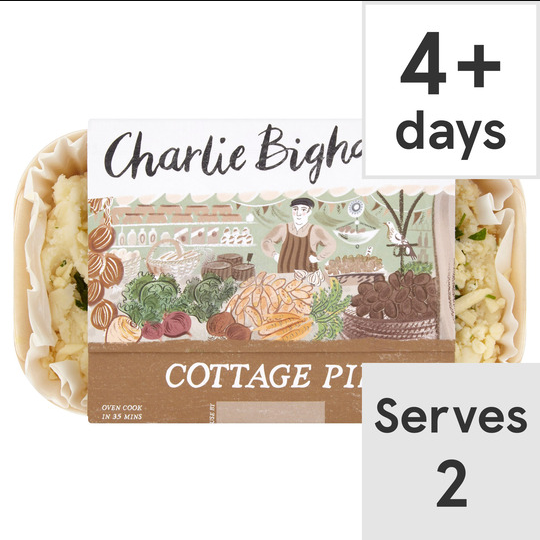 4+
days
Charlie Bigha
COTTAGE PI
OVEN COOK
IN 35 MINS
Serves
2